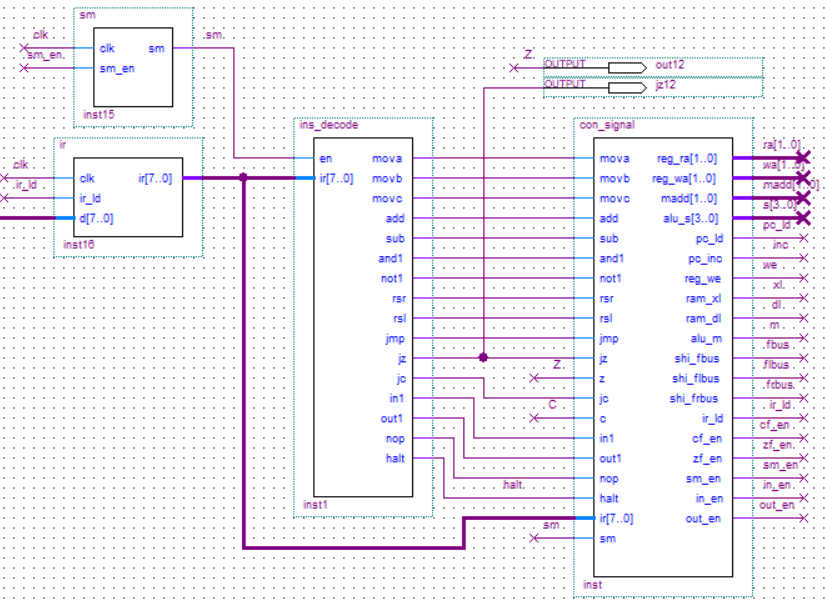 sm
clk
clk
sm
sm
sm_en
sm_en
inst15
Z
OUTPUT
out12
OUTPUT
jz12
ir
clk
clk
ir[7..0]
ir_ld
ir_ld
d[7..0]
inst16
ins_decode
en
mova
ir[7..0]
movb
movc
add
sub
and1
not1
rsr
rsl
jmp
jz
jc
in1
out1
nop
halt
inst1
Z
C
halt
sm
con_signal
mova
reg_ra[1..0]
movb
reg_wa[1..0]
movc
madd[1..0]
add
alu_s[3..0]
sub
pc_ld
and1
pc_inc
not1
reg_we
rsr
ram_xl
rsl
ram_dl
jmp
alu_m
jz
shi_fbus
z
shi_flbus
jc
shi_frbus
c
ir_ld
in1
cf_en
out1
zf_en
nop
sm_en
halt
in_en
ir[7..0]
out_en
sm
inst
ra[1..0]
wa[1..0]
madd[1..0]
s[3..0]
pc_ld
inc
we
xl
dl
m
fbus
flbus
frbus
ir_ld
cf_en
zf_en
sm_en
in_en
out_en